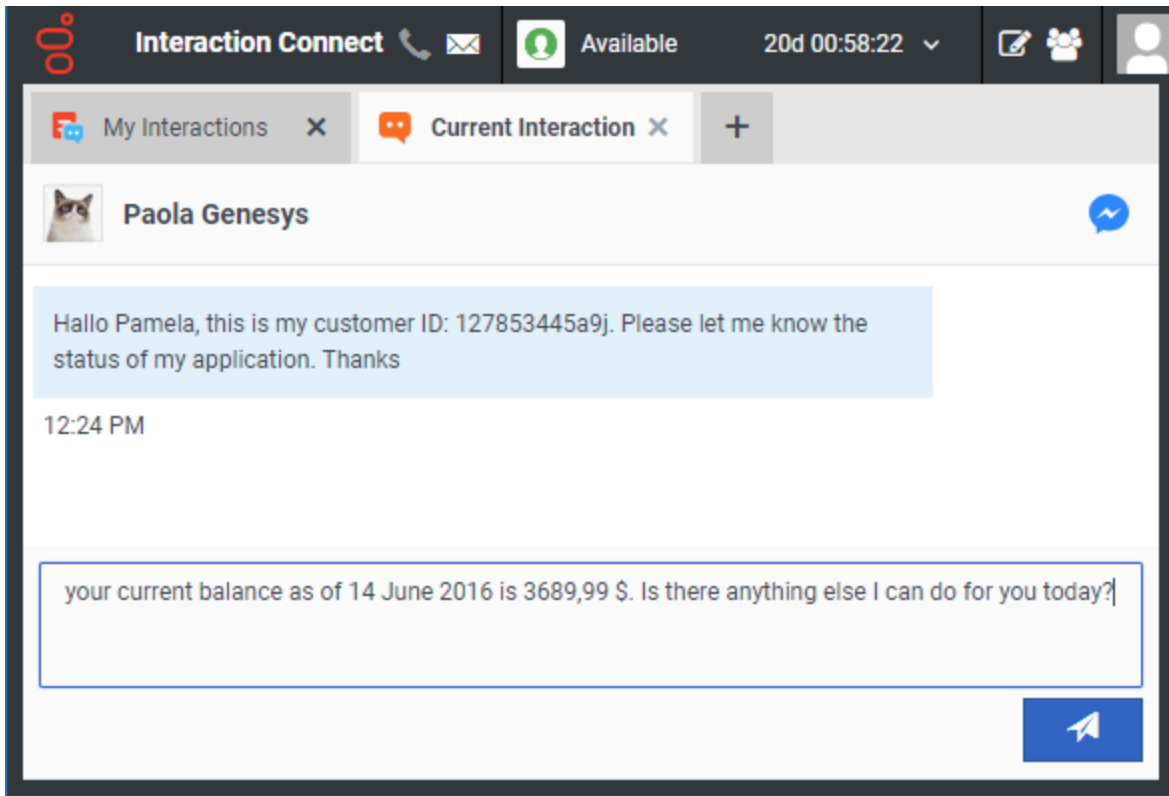 Interaction Connect Available 20d 00:58:22
My Interactions Current Interaction
Paola Genesys
Hallo Pamela, this is my customer ID: 127853445a9j. Please let me know the
status of my application. Thanks
12:24 PM
your current balance as of 14 June 2016 is 3689,99 $. Is there anything else I can do for you today?